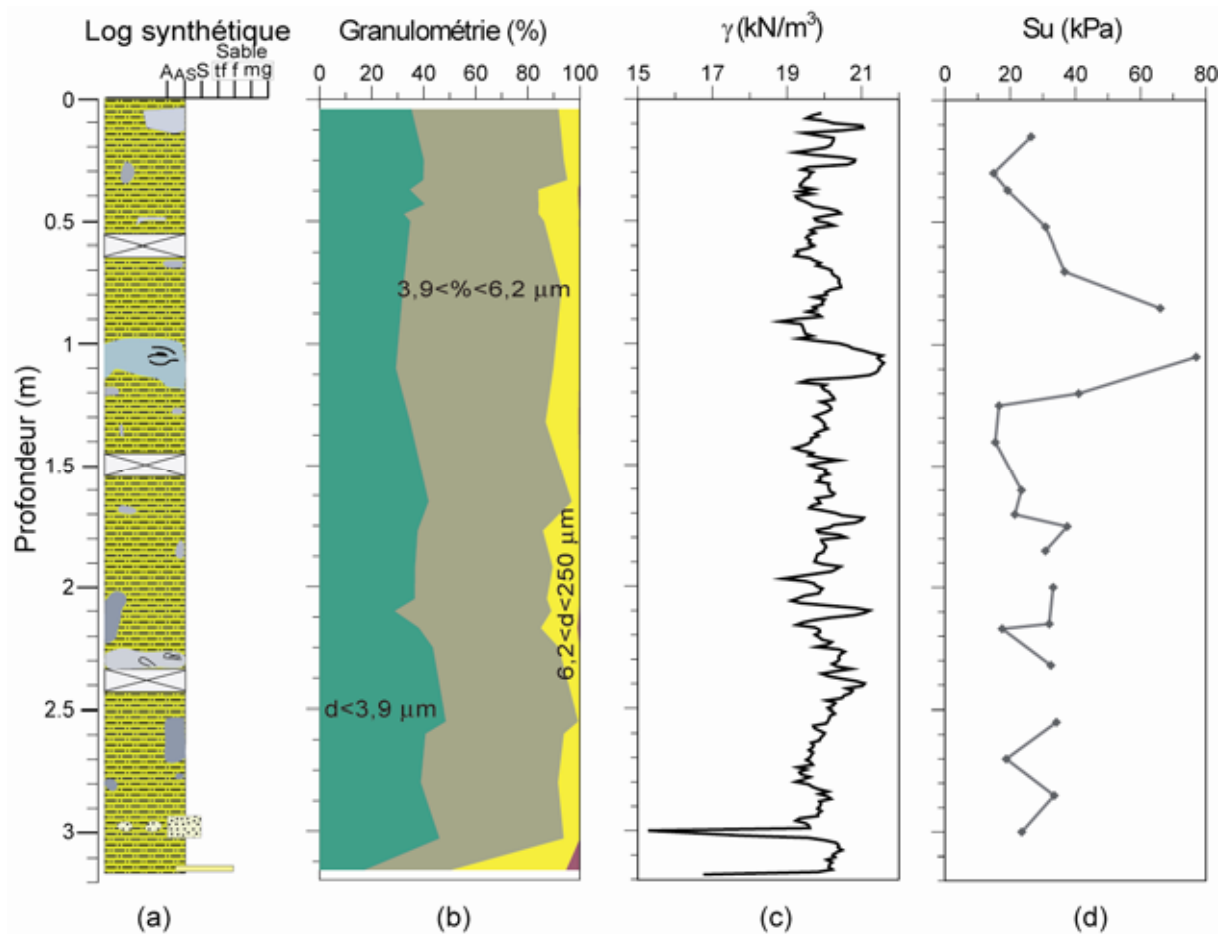 Log synthétique
Granulométrie (%)
γ (kN/m³)
Su (kPa)
Sable
A AS S tf f m g
0 20 40 60 80 100
15 17 19 21
0 20 40 60 80
Profondeur (m)
0
0.5
1
1.5
2
2.5
3
3,9<%<6,2 µm
6,2<d<250 µm
d<3,9 µm
(a)
(b)
(c)
(d)